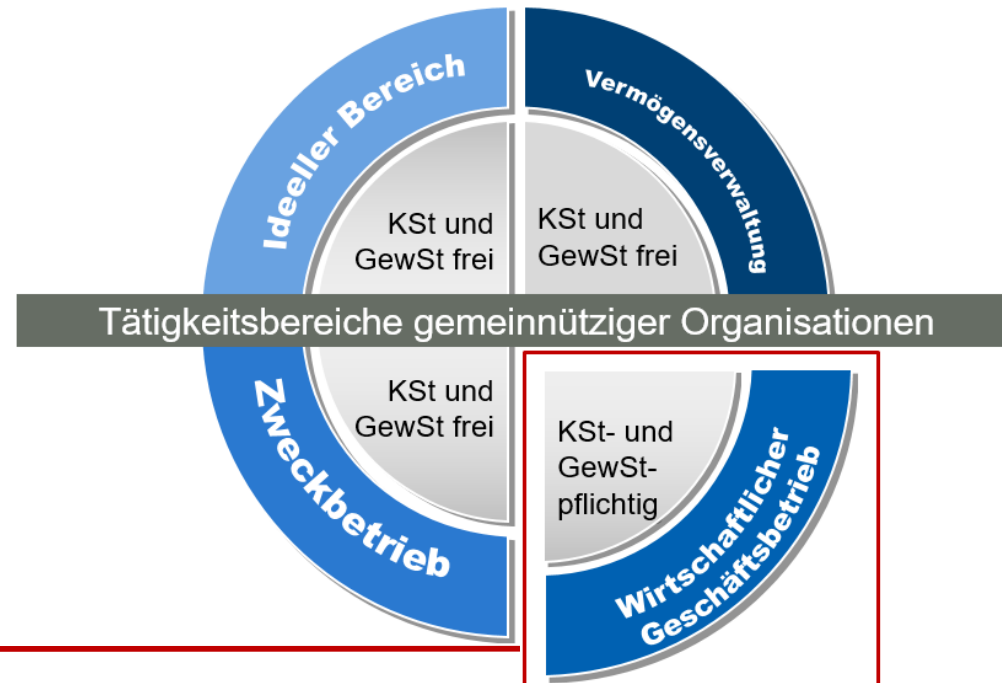 Ideeller Bereich
Vermögensverwaltung
KSt und
GewSt frei
KSt und
GewSt frei
Tätigkeitsbereiche gemeinnütziger Organisationen
KSt und
GewSt frei
Zweckbetrieb
KSt- und
GewSt-
pflichtig
Wirtschaftlicher
Geschäftsbetrieb